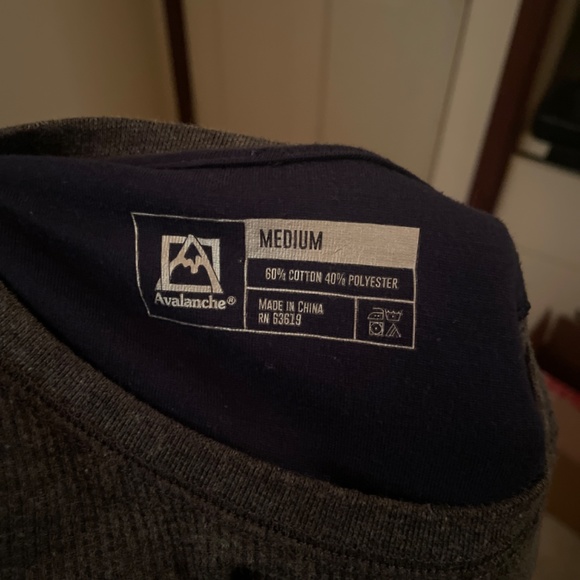 Avalanche®
MEDIUM
60% COTTON 40% POLYESTER
MADE IN CHINA
RN 63619